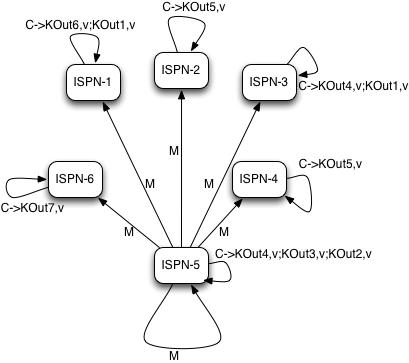 C->KOut6,v;KOut1,v
C->KOut5,v
ISPN-1
ISPN-2
ISPN-3
C->KOut4,v;KOut1,v
M
M
M
ISPN-6
C->KOut7,v
ISPN-4
C->KOut5,v
M
M
ISPN-5
C->KOut4,v;KOut3,v;KOut2,v
M